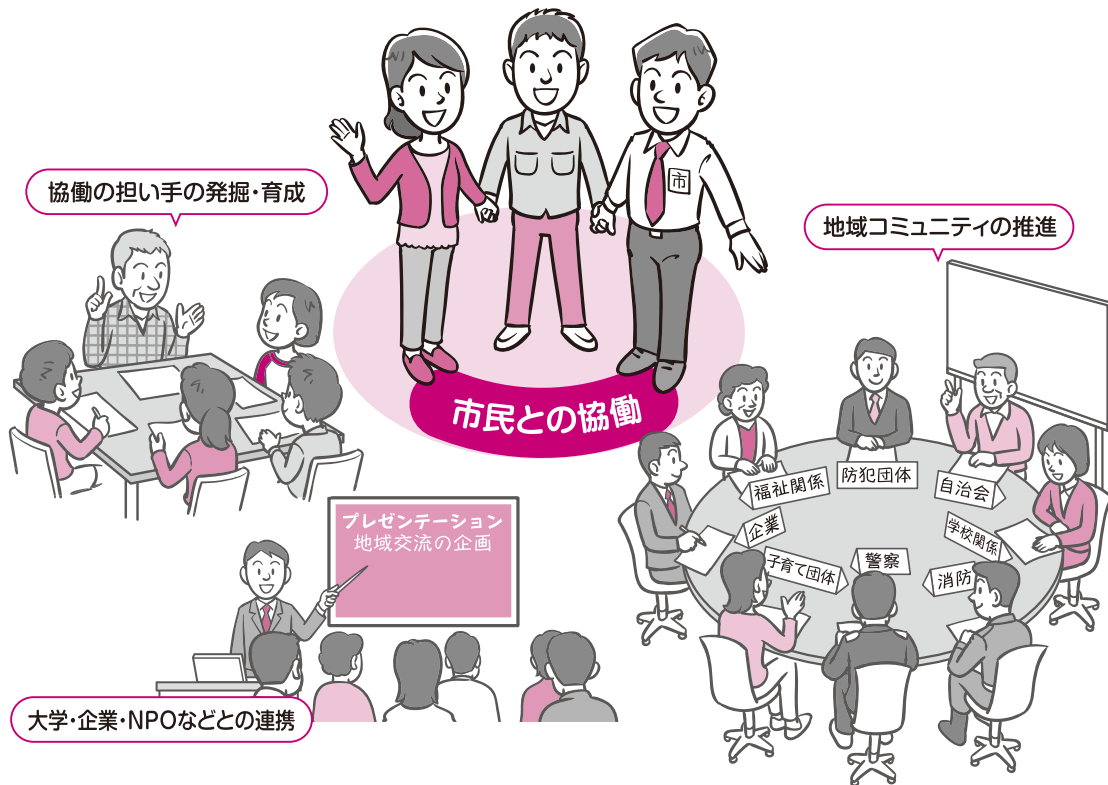 市
協働の担い手の発掘・育成
地域コミュニティの推進
市民との協働
防犯団体
福祉関係
自治会
企業
学校関係
子育て団体
警察
消防
プレゼンテーション
地域交流の企画
大学・企業・NPOなどとの連携